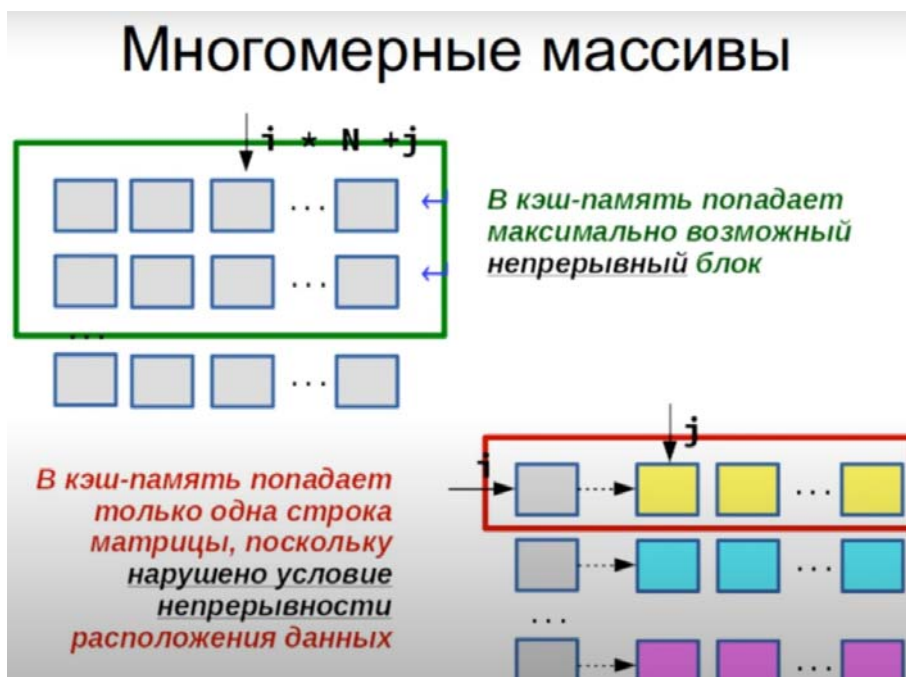 Многомерные массивы
i * N +j
...
В кэш-память попадает
максимально возможный
непрерывный блок
...
...
...
j
i
В кэш-память попадает
только одна строка
матрицы, поскольку
нарушено условие
непрерывности
расположения данных
...
...
...
...